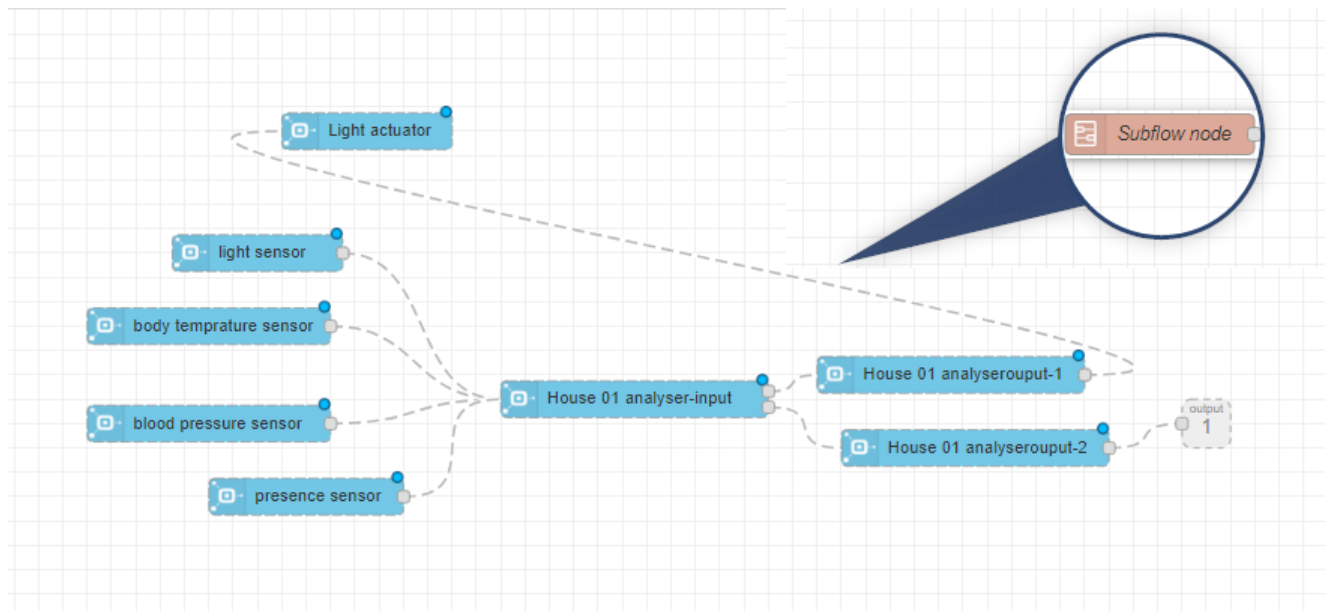 Light actuator
Subflow node
light sensor
body temprature sensor
House 01 analyserouput-1
House 01 analyser-input
output
1
blood pressure sensor
House 01 analyserouput-2
presence sensor